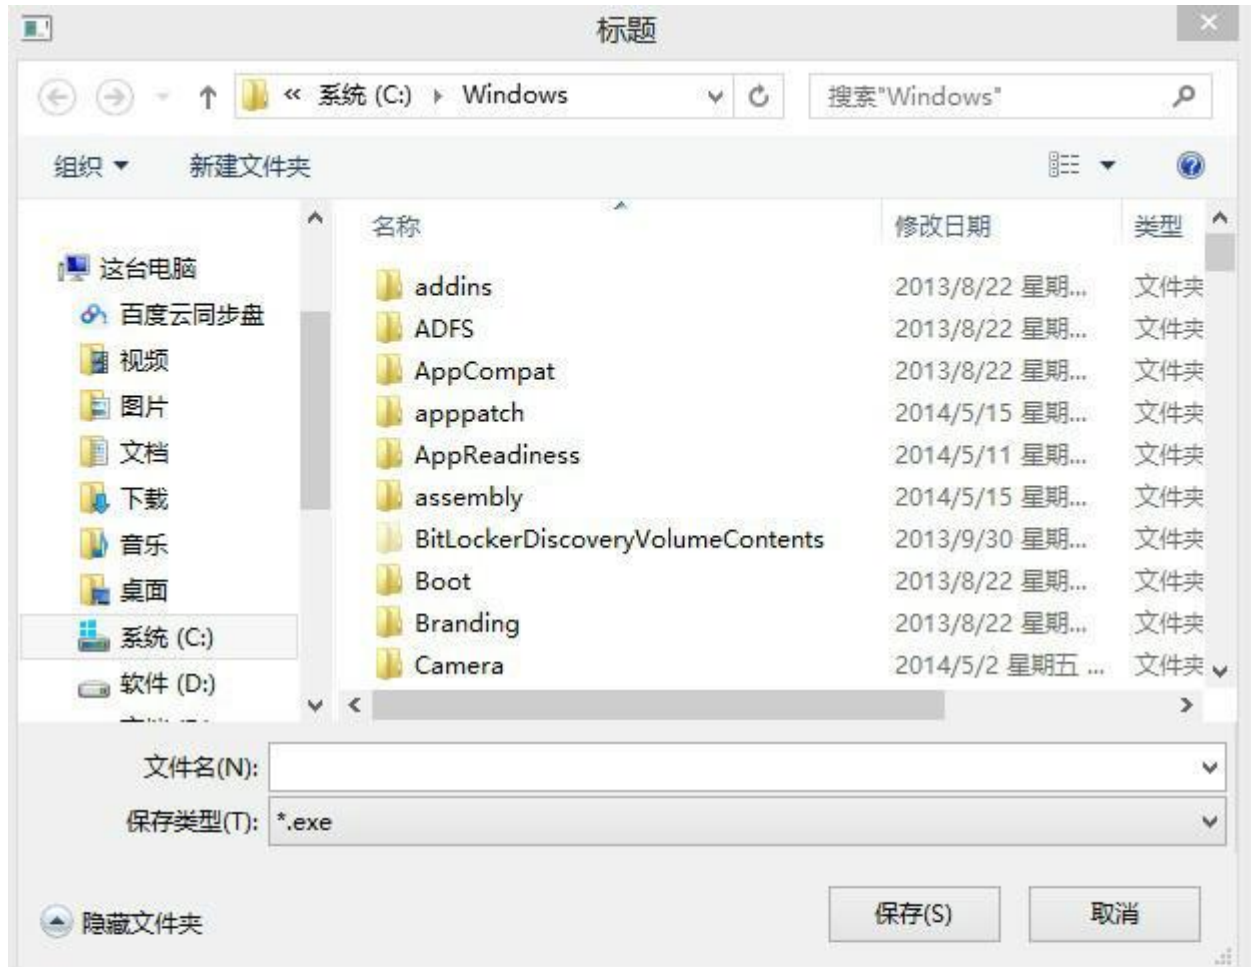 标题
« 系统 (C:) Windows
搜索"Windows"
组织 新建文件夹
名称 修改日期 类型
这台电脑
百度云同步盘
视频
图片
文档
下载
音乐
桌面
系统 (C:)
软件 (D:)
addins 2013/8/22 星期... 文件夹
ADFS 2013/8/22 星期... 文件夹
AppCompat 2013/8/22 星期... 文件夹
apppatch 2014/5/15 星期... 文件夹
AppReadiness 2014/5/11 星期... 文件夹
assembly 2014/5/15 星期... 文件夹
BitLockerDiscoveryVolumeContents 2013/9/30 星期... 文件夹
Boot 2013/8/22 星期... 文件夹
Branding 2013/8/22 星期... 文件夹
Camera 2014/5/2 星期五 ... 文件夹
文件名(N):
保存类型(T): *.exe
隐藏文件夹 保存(S) 取消